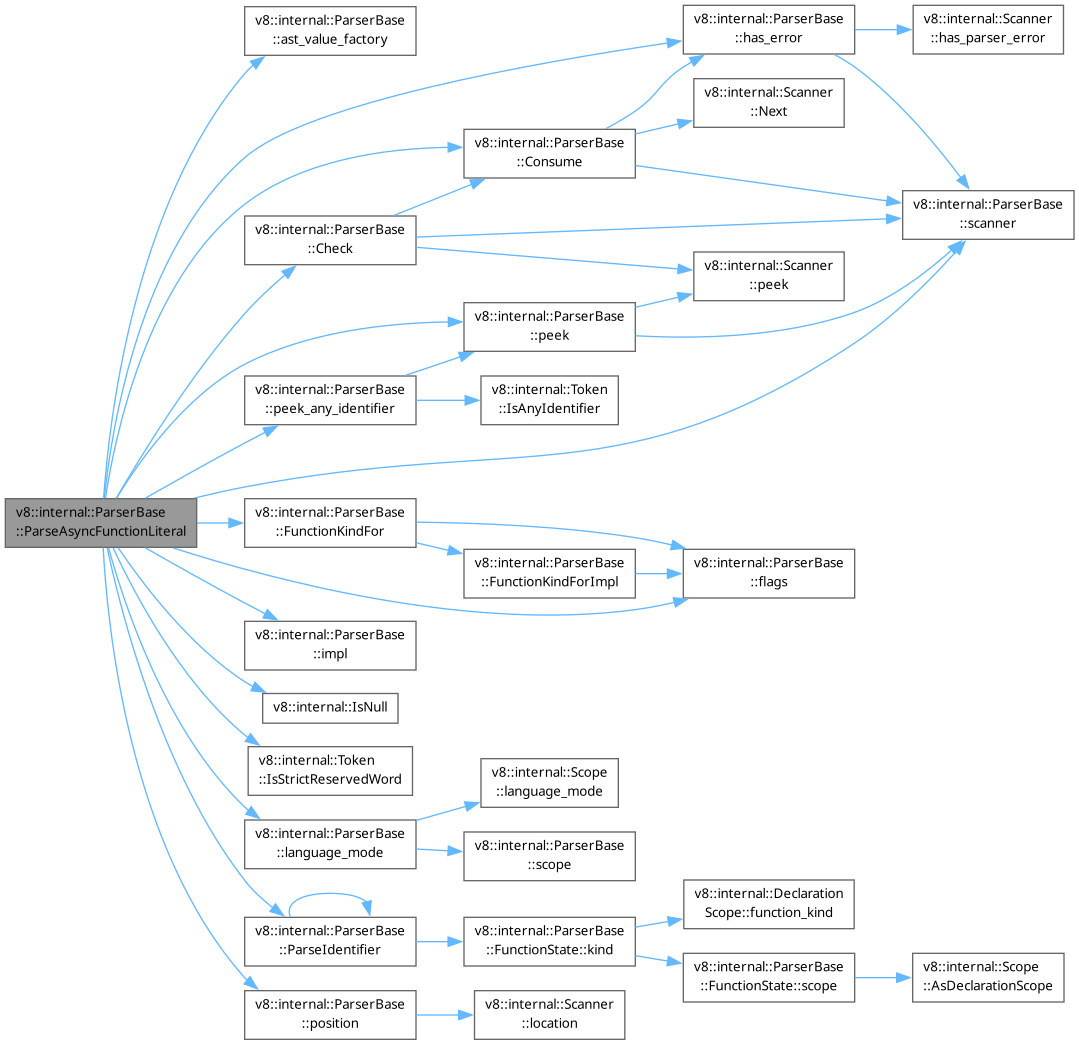 v8::internal::ParserBase
::ParseAsyncFunctionLiteral
v8::internal::ParserBase
::ast_value_factory
v8::internal::ParserBase
::has_error
v8::internal::Scanner
::has_parser_error
v8::internal::Scanner
::Next
v8::internal::ParserBase
::Consume
v8::internal::ParserBase
::scanner
v8::internal::ParserBase
::Check
v8::internal::Scanner
::peek
v8::internal::ParserBase
::peek
v8::internal::ParserBase
::peek_any_identifier
v8::internal::Token
::IsAnyIdentifier
v8::internal::ParserBase
::FunctionKindFor
v8::internal::ParserBase
::FunctionKindForImpl
v8::internal::ParserBase
::flags
v8::internal::ParserBase
::impl
v8::internal::IsNull
v8::internal::Token
::IsStrictReservedWord
v8::internal::Scope
::language_mode
v8::internal::ParserBase
::language_mode
v8::internal::ParserBase
::scope
v8::internal::Declaration
Scope::function_kind
v8::internal::ParserBase
::ParseIdentifier
v8::internal::ParserBase
::FunctionState::kind
v8::internal::ParserBase
::FunctionState::scope
v8::internal::Scope
::AsDeclarationScope
v8::internal::ParserBase
::position
v8::internal::Scanner
::location